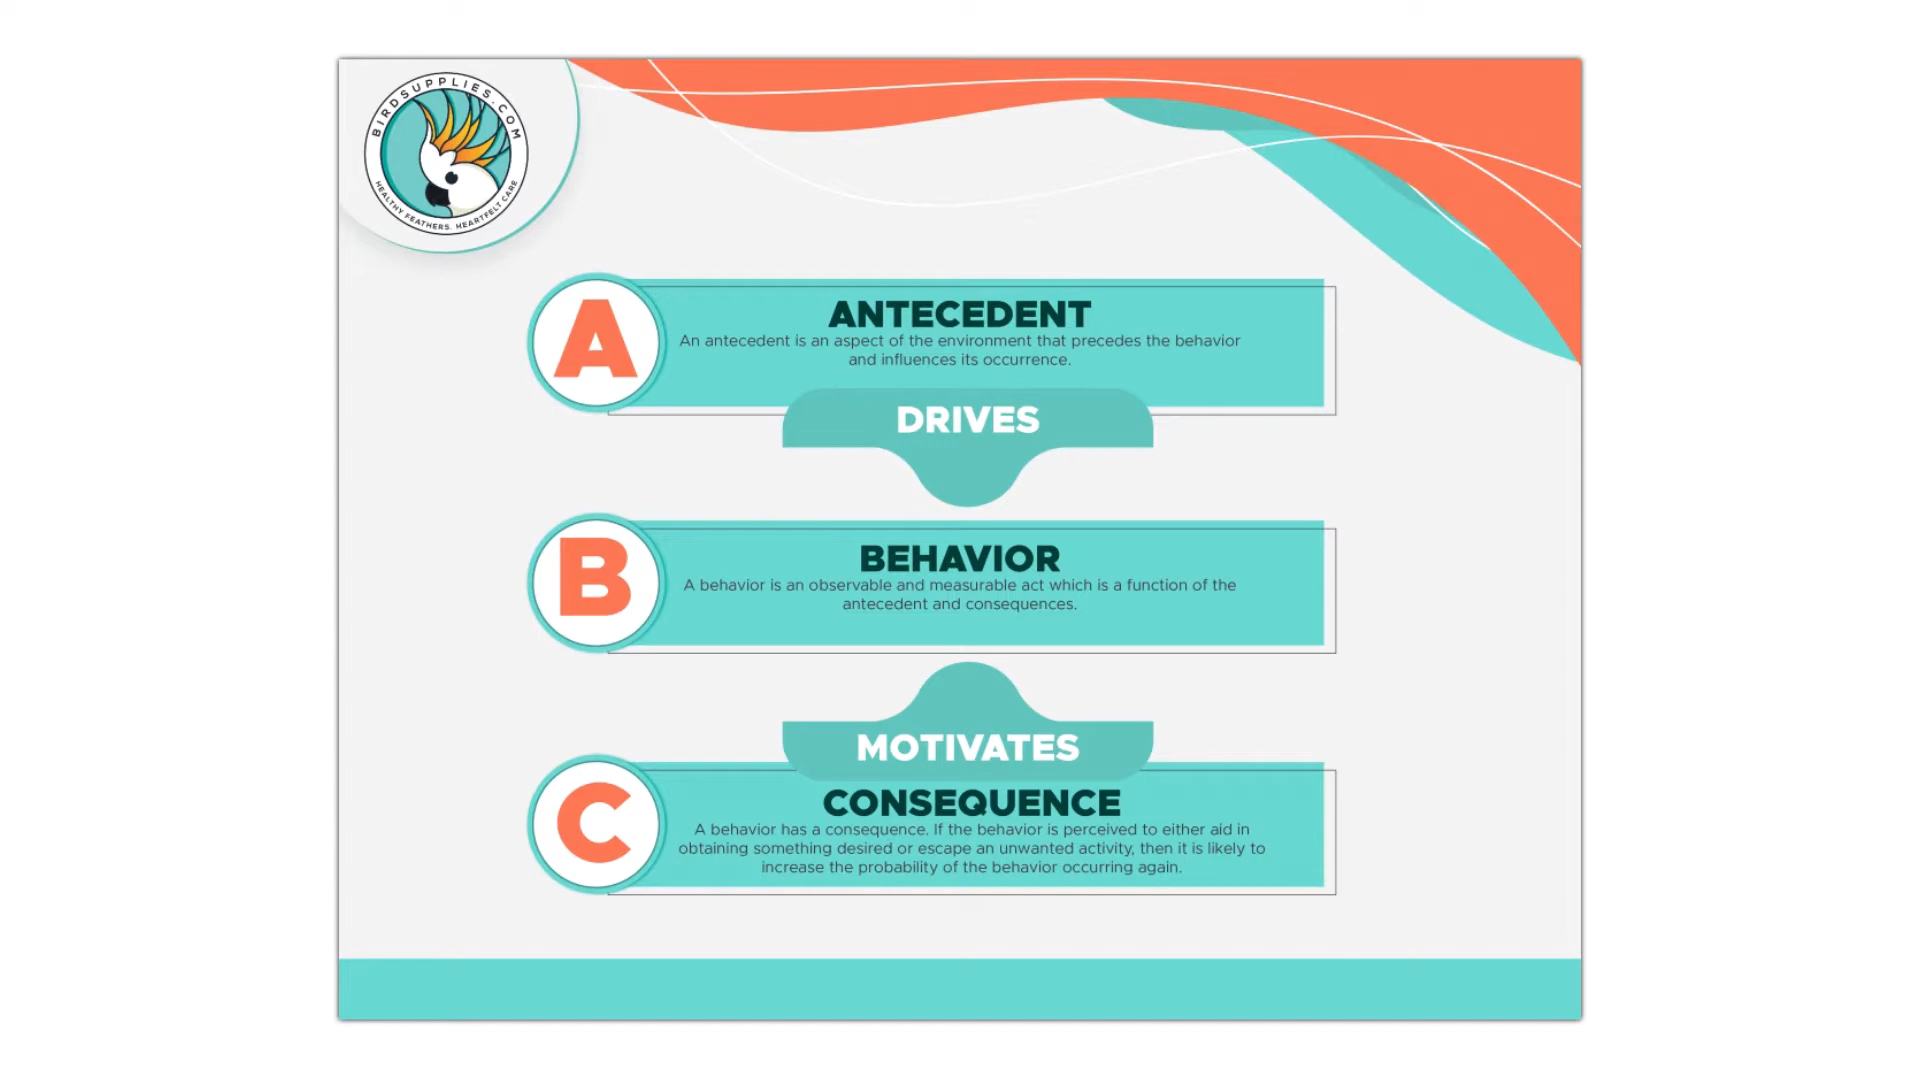 BIRDSUPPLIES.COM
HEALTHY FEATHERS. HEARTFELT CARE
A
ANTECEDENT
An antecedent is an aspect of the environment that precedes the behavior
and influences its occurrence.
DRIVES
B
BEHAVIOR
A behavior is an observable and measurable act which is a function of the
antecedent and consequences.
MOTIVATES
C
CONSEQUENCE
A behavior has a consequence. If the behavior is perceived to either aid in
obtaining something desired or escape an unwanted activity, then it is likely to
increase the probability of the behavior occurring again.